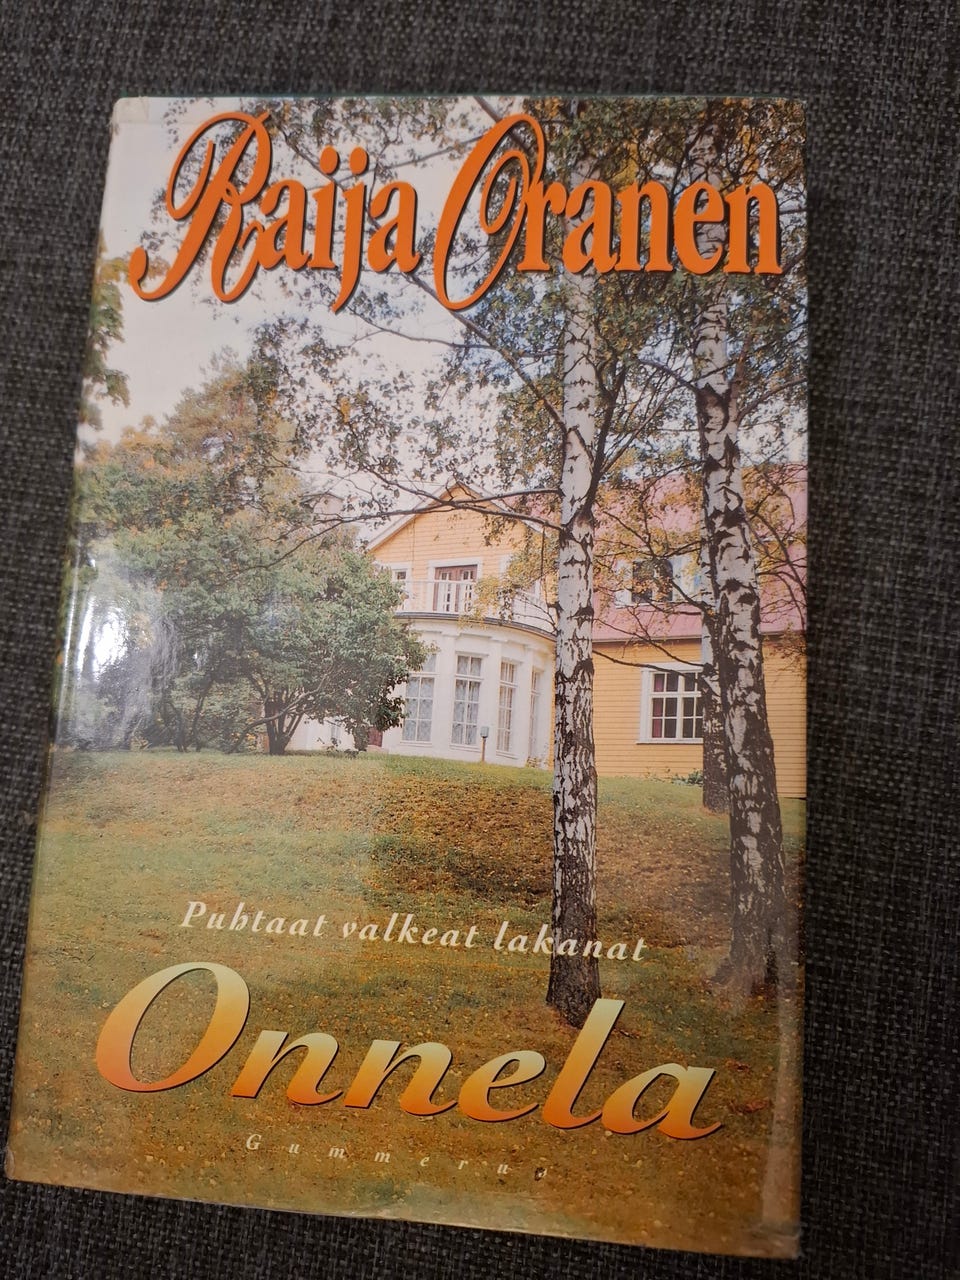 Raija Oranen
Puhtaat valkeat lakanat
Onnela
Gummerus